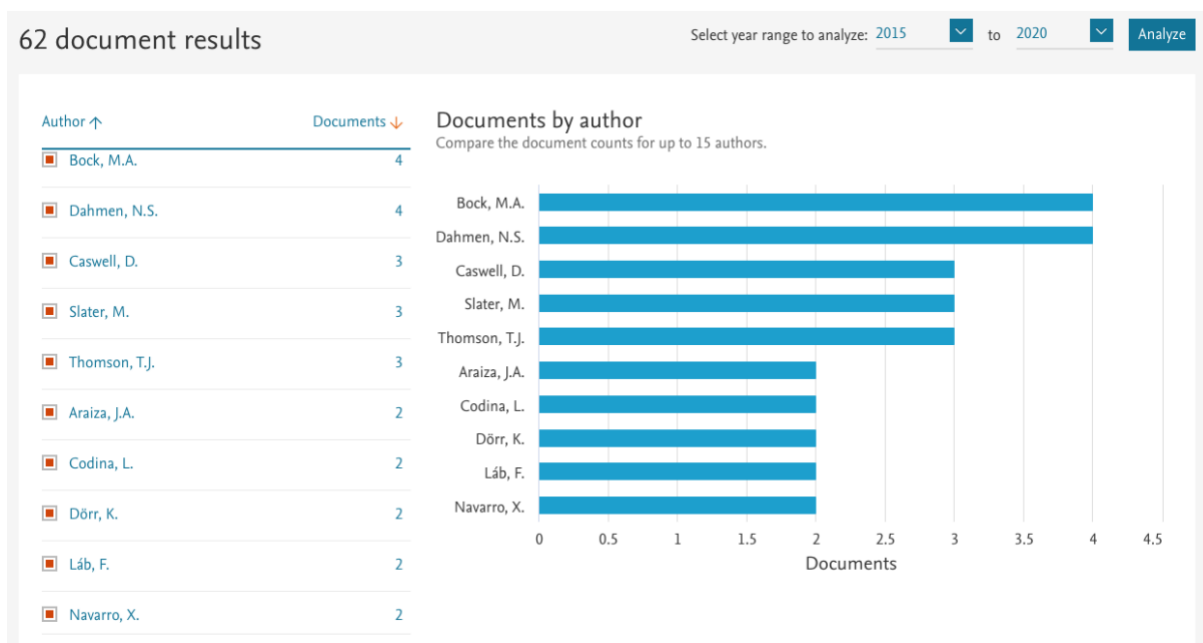 62 document results
Select year range to analyze: 2015 to 2020 Analyze
Author Documents
Bock, M.A. 4
Dahmen, N.S. 4
Caswell, D. 3
Slater, M. 3
Thomson, T.J. 3
Araiza, J.A. 2
Codina, L. 2
Dörr, K. 2
Láb, F. 2
Navarro, X. 2
Documents by author
Compare the document counts for up to 15 authors.
Bock, M.A.
Dahmen, N.S.
Caswell, D.
Slater, M.
Thomson, T.J.
Araiza, J.A.
Codina, L.
Dörr, K.
Láb, F.
Navarro, X.
0 0.5 1 1.5 2 2.5 3 3.5 4 4.5
Documents